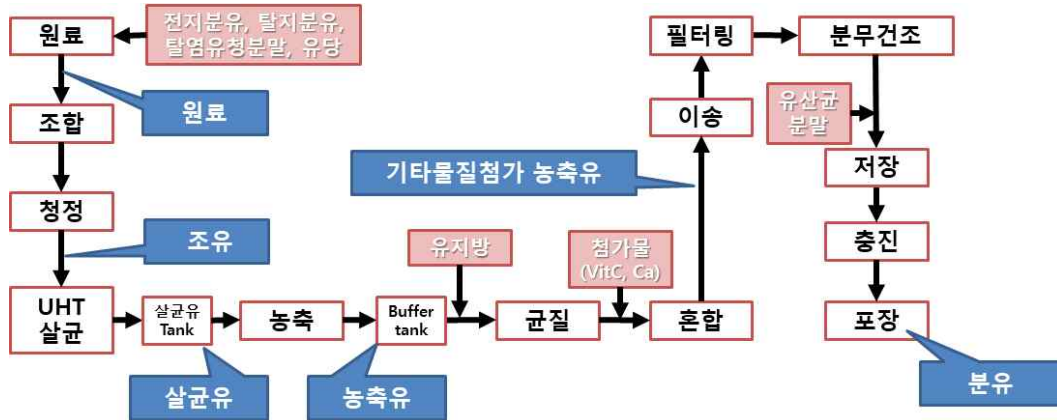 원료
전지분유, 탈지분유,
탈염유청분말, 유당
원료
조합
청정
조유
UHT
살균
살균유
Tank
살균유
농축
Buffer
tank
농축유
유지방
균질
첨가물
(VitC, Ca)
혼합
기타물질첨가 농축유
이송
필터링
분무건조
유산균
분말
저장
충진
포장
분유